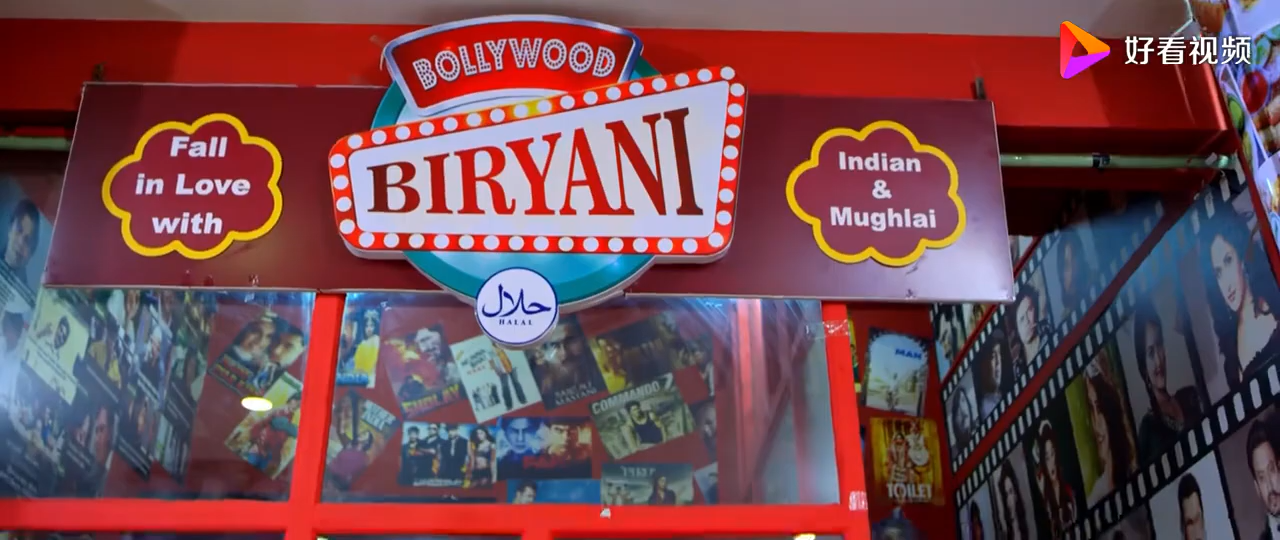 好看视频
BOLLYWOOD
BIRYANI
Fall
in Love
with
Indian
&
Mughlai
حلال
HALAL
COMMANDO 2
TOILET